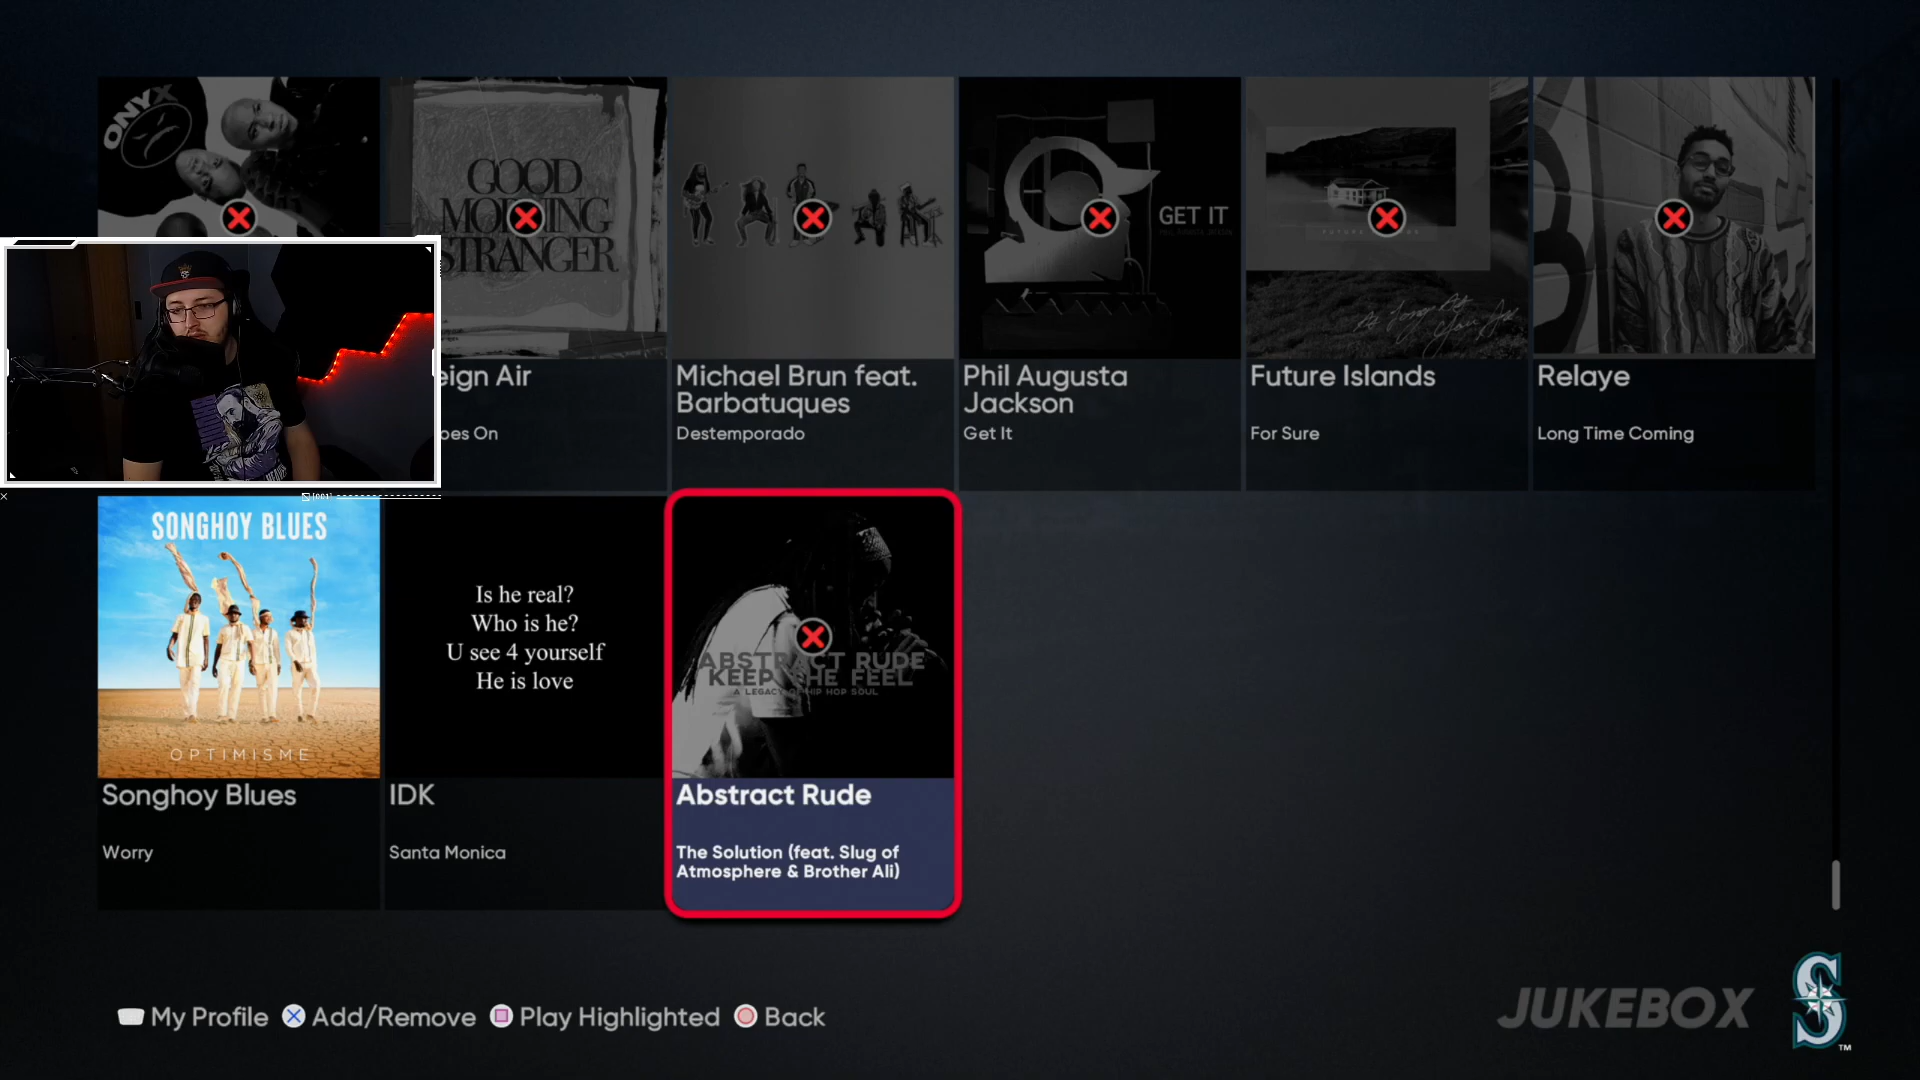 ONYX
GOOD
MORNING
STRANGER
GET IT
eign Air
oes On
Michael Brun feat.
Barbatuques
Destemporado
Phil Augusta
Jackson
Get It
Future Islands
For Sure
Relaye
Long Time Coming
SONGHOY BLUES
OPTIMISME
Songhoy Blues
Worry
Is he real?
Who is he?
U see 4 yourself
He is love
IDK
Santa Monica
ABSTRACT RUDE
KEEP THE FEEL
A LEGACY OF HIP HOP SOUL
Abstract Rude
The Solution (feat. Slug of
Atmosphere & Brother Ali)
My Profile Add/Remove Play Highlighted Back
JUKEBOX
S
TM